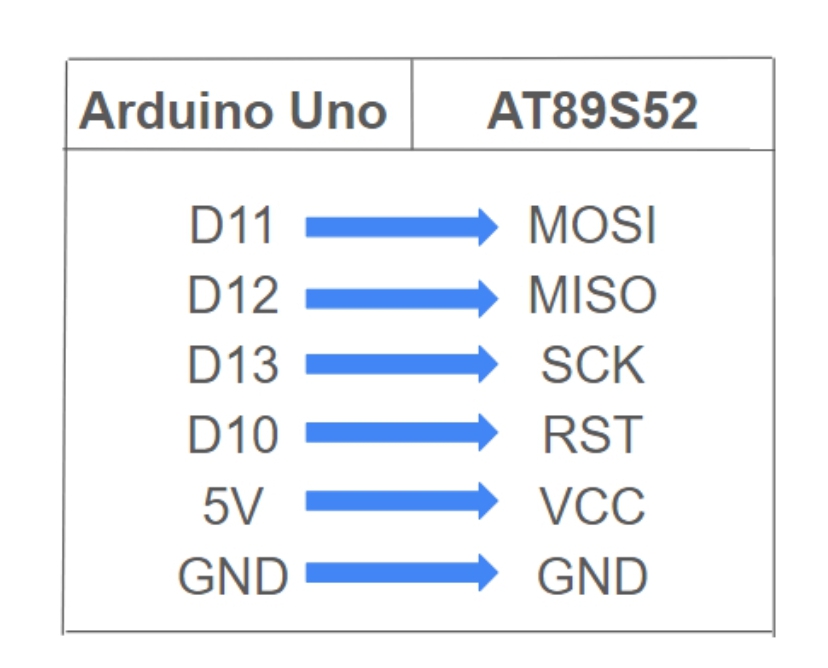 Arduino Uno AT89S52
D11 MOSI
D12 MISO
D13 SCK
D10 RST
5V VCC
GND GND